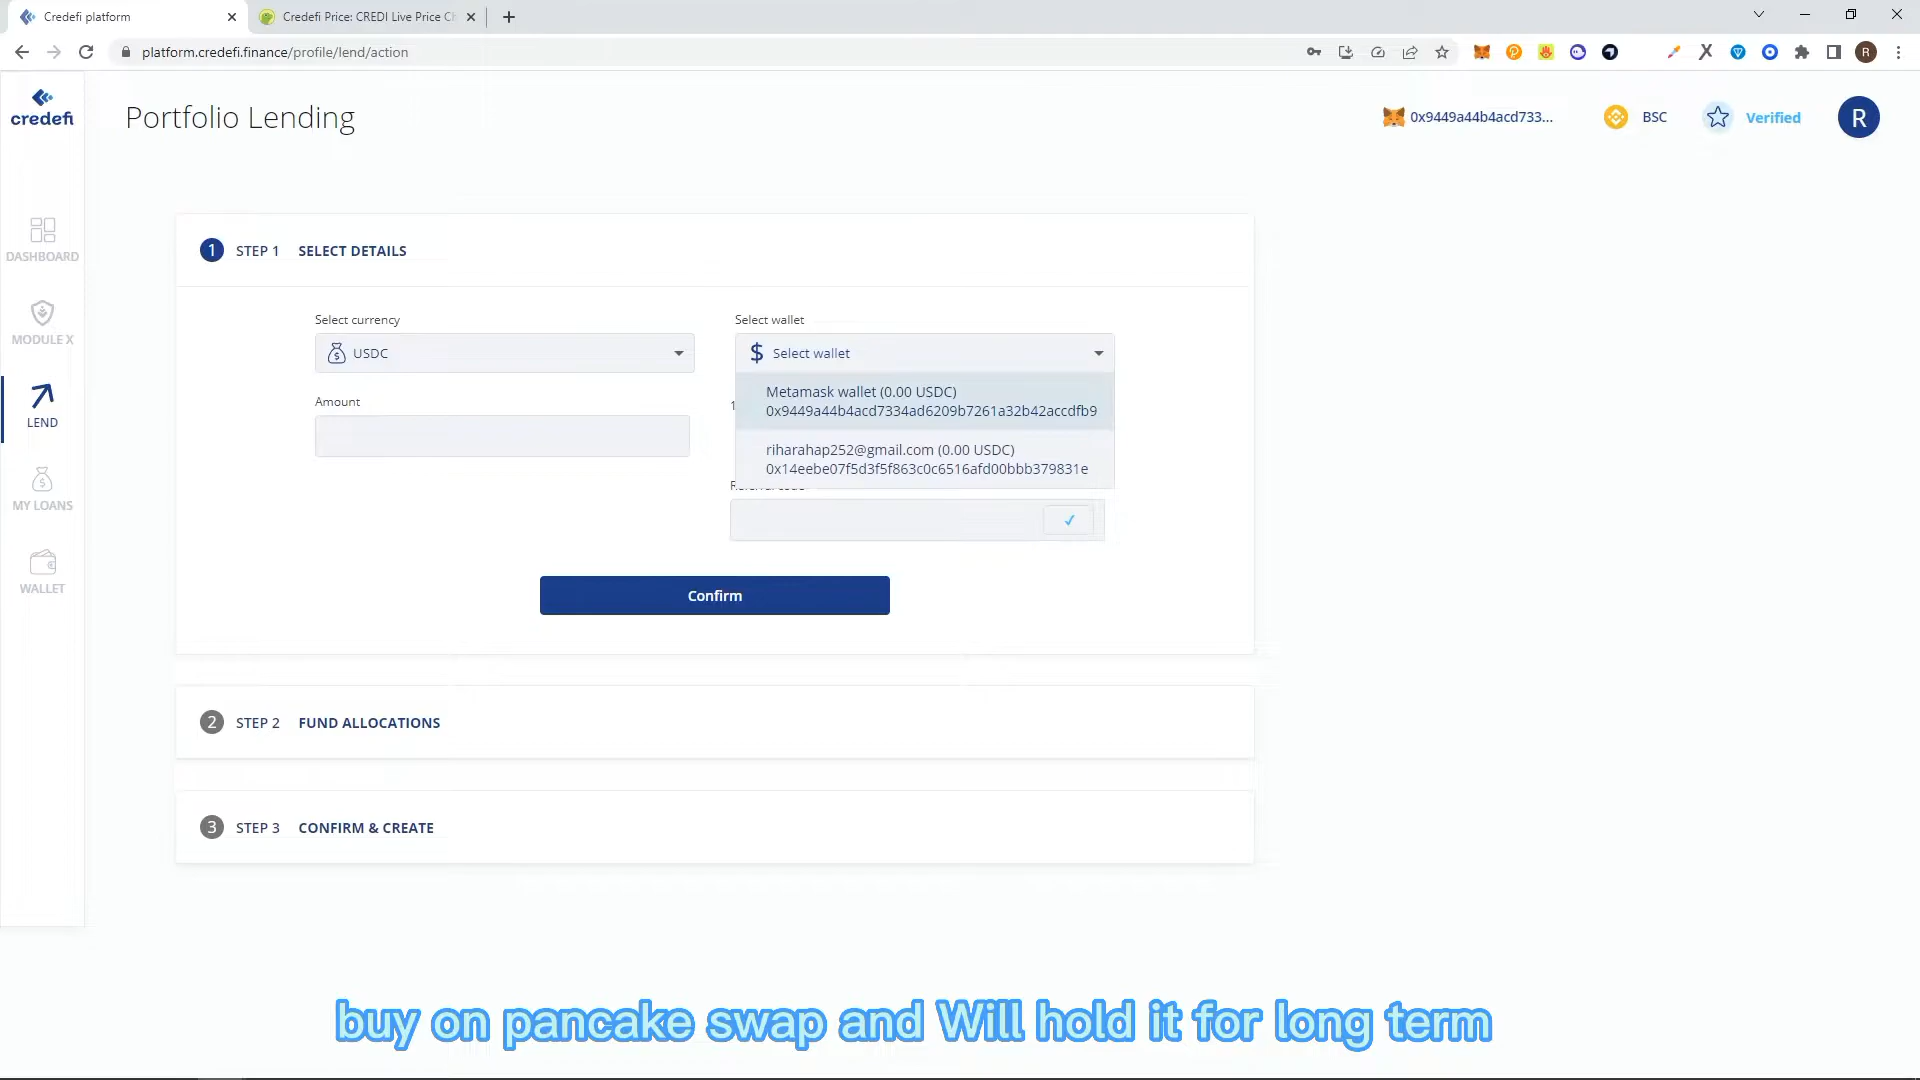 Credefi platform
Credefi Price: CREDI Live Price C
platform.credefi.finance/profile/lend/action
R
credefi
Portfolio Lending
0x9449a44b4acd733...
BSC
Verified
R
DASHBOARD
MODULE X
LEND
MY LOANS
WALLET
1 STEP 1 SELECT DETAILS
Select currency
Select wallet
USDC
Select wallet
Metamask wallet (0.00 USDC)
0x9449a44b4acd7334ad6209b7261a32b42accdfb9
Amount
riharahap252@gmail.com (0.00 USDC)
0x14eebe07f5d3f5f863c0c6516afd00bbb379831e
Confirm
2 STEP 2 FUND ALLOCATIONS
3 STEP 3 CONFIRM & CREATE
buy on pancake swap and Will hold it for long term